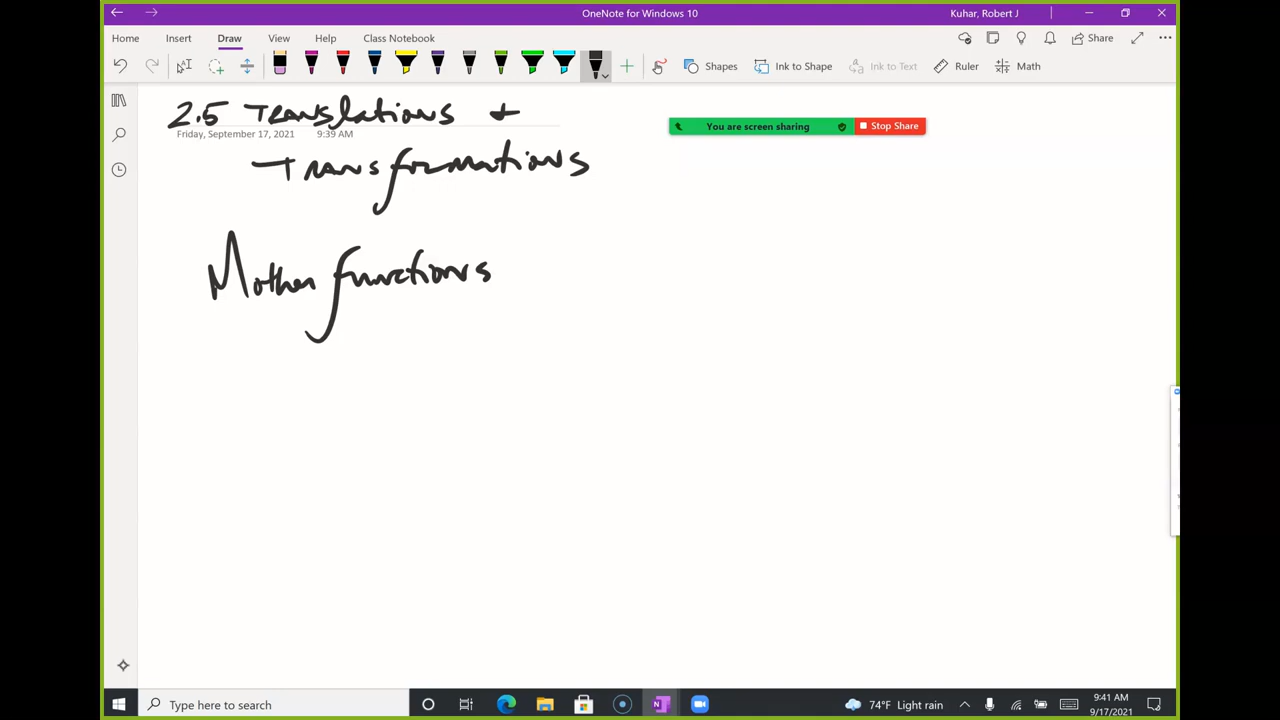 OneNote for Windows 10
Kuhar, Robert J
Home Insert Draw View Help Class Notebook
Share
Shapes Ink to Shape Ink to Text Ruler Math
2.5 Translations +
Friday, September 17, 2021 9:39 AM
Transformations
You are screen sharing Stop Share
Mother functions
Type here to search
74°F Light rain
9:41 AM
9/17/2021